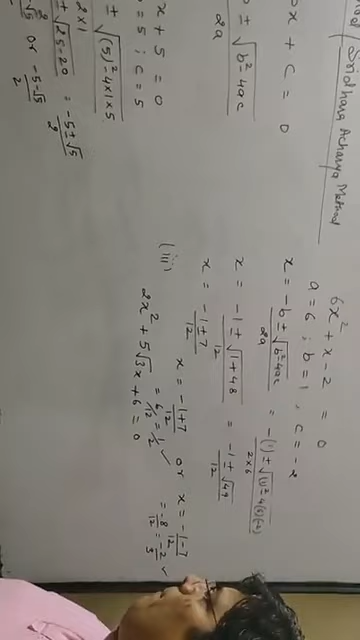 Sridhara Acharya Method
x + c = 0
± √(b²-4ac)
2a
x + 5 = 0
= 5 ; c = 5
± √((5)²-4×1×5)
2×1
± √(25-20) = (-5±√5)/2
or (-5-√5)/2
6x² + x - 2 = 0
a = 6 ; b = 1 , c = -2
x = (-b ± √(b²-4ac))/2a = (-(1) ± √((1)²-4(6)(-2)))/(2×6)
x = (-1 ± √(1+48))/12 = (-1 ± √49)/12
x = (-1 ± 7)/12
x = (-1+7)/12 or x = (-1-7)/12
= 6/12 = 1/2 ✓ = -8/12 = -2/3 ✓
(iii) 2x² + 5√3x + 6 = 0